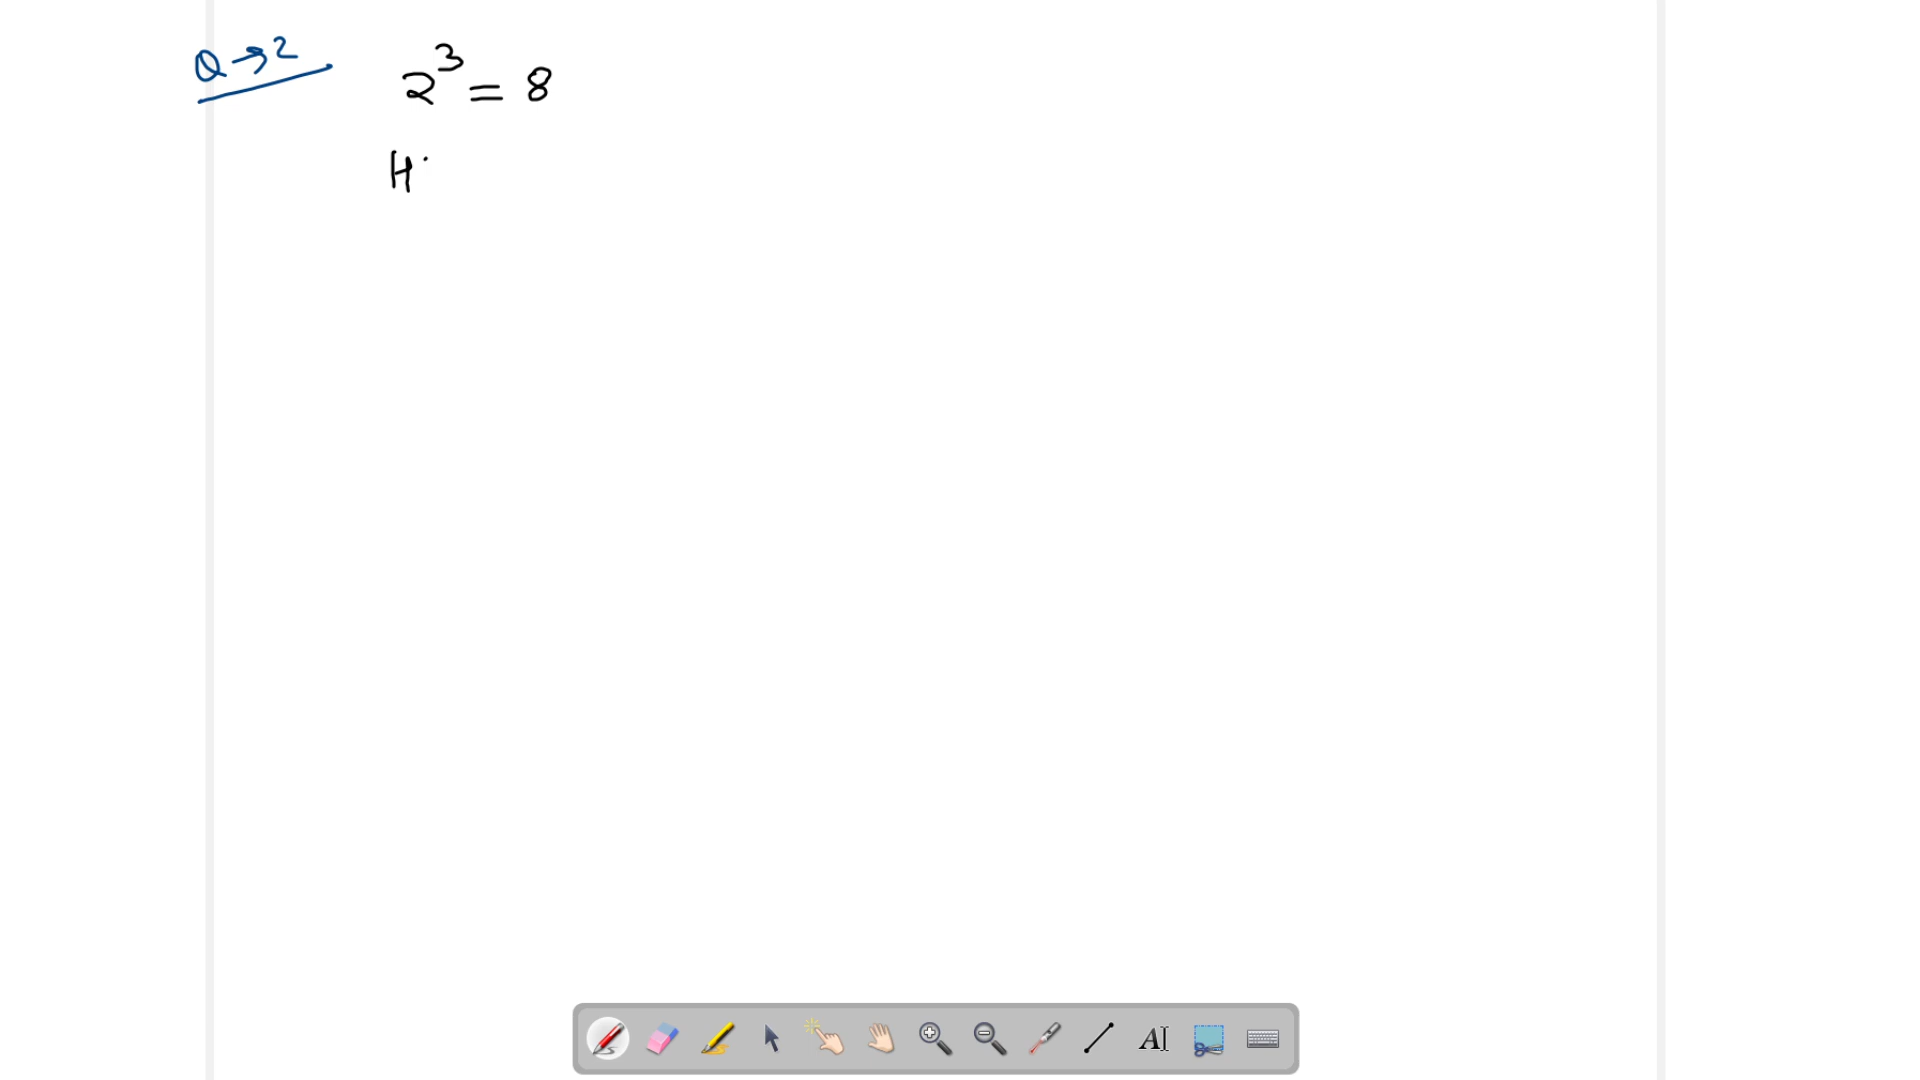 Q → 2
2³ = 8
H